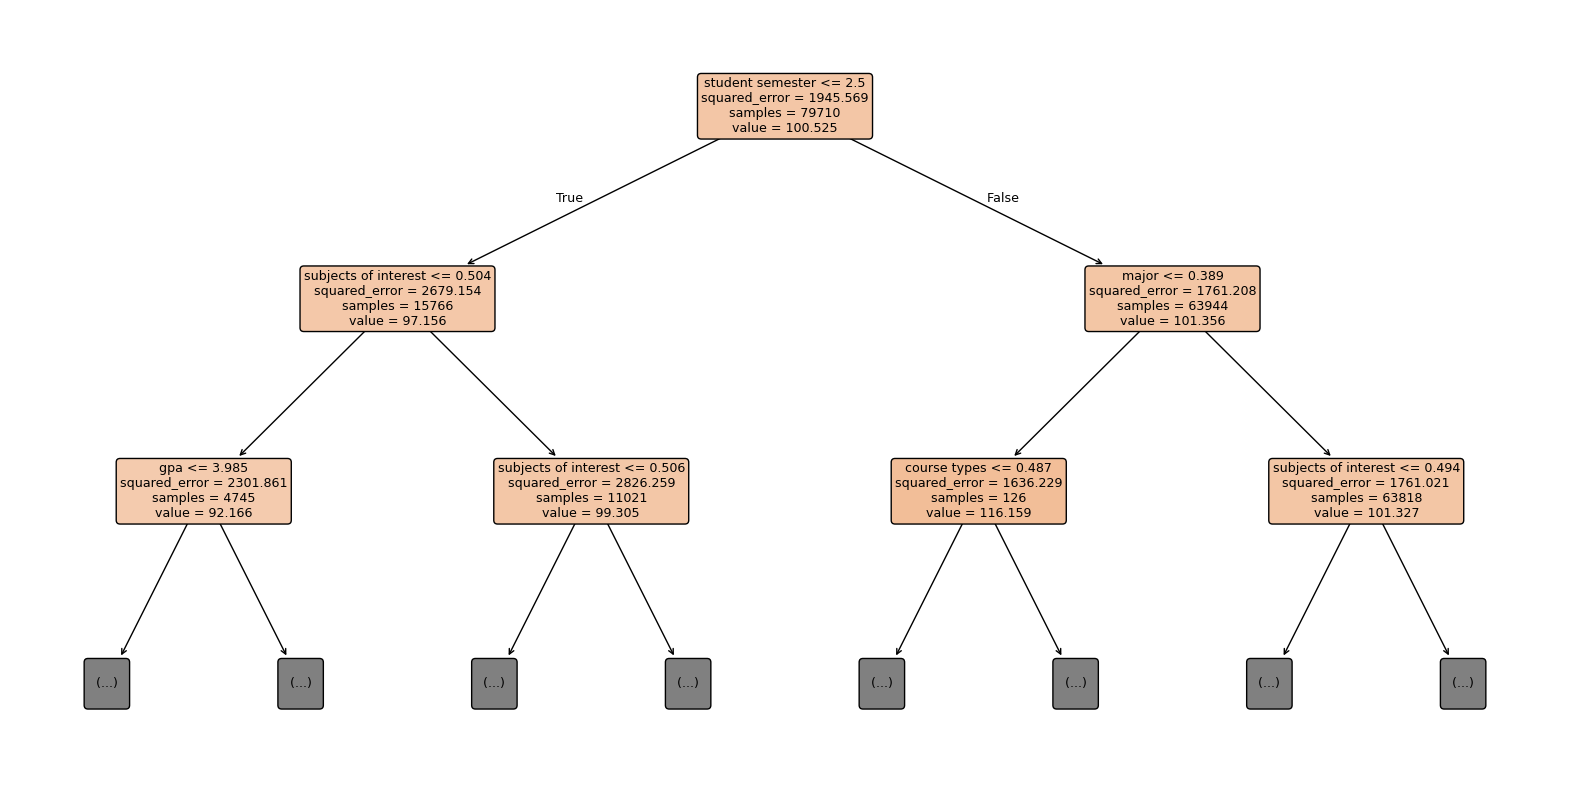 student semester <= 2.5
squared_error = 1945.569
samples = 79710
value = 100.525
True
False
subjects of interest <= 0.504
squared_error = 2679.154
samples = 15766
value = 97.156
major <= 0.389
squared_error = 1761.208
samples = 63944
value = 101.356
gpa <= 3.985
squared_error = 2301.861
samples = 4745
value = 92.166
subjects of interest <= 0.506
squared_error = 2826.259
samples = 11021
value = 99.305
course types <= 0.487
squared_error = 1636.229
samples = 126
value = 116.159
subjects of interest <= 0.494
squared_error = 1761.021
samples = 63818
value = 101.327
(...)
(...)
(...)
(...)
(...)
(...)
(...)
(...)